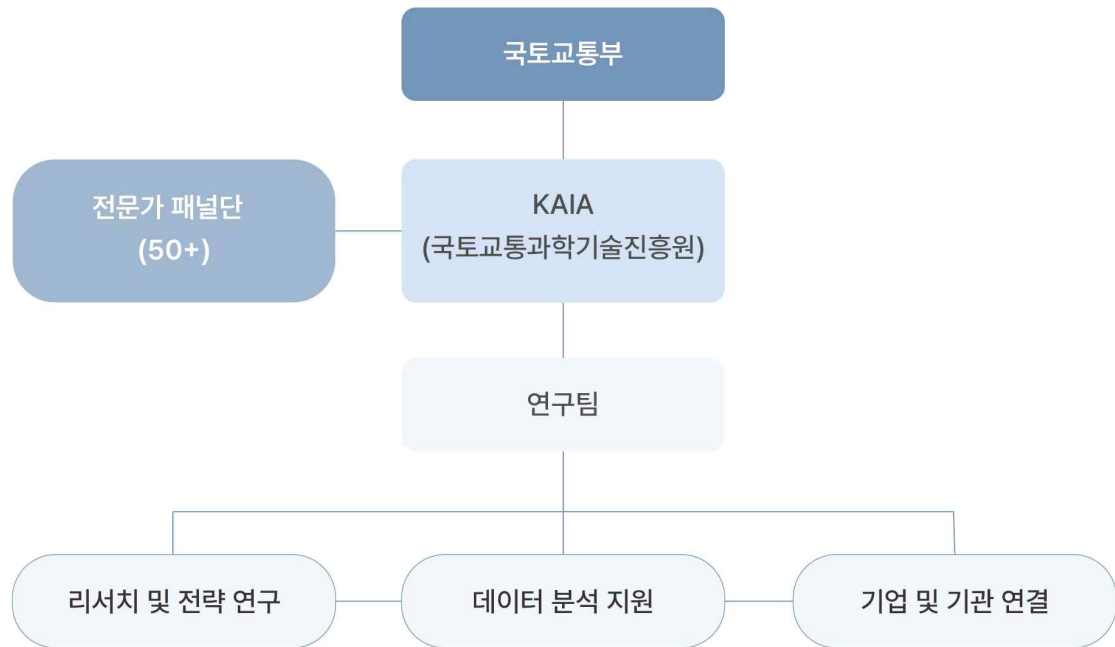 국토교통부
전문가 패널단
(50+)
KAIA
(국토교통과학기술진흥원)
연구팀
리서치 및 전략 연구
데이터 분석 지원
기업 및 기관 연결